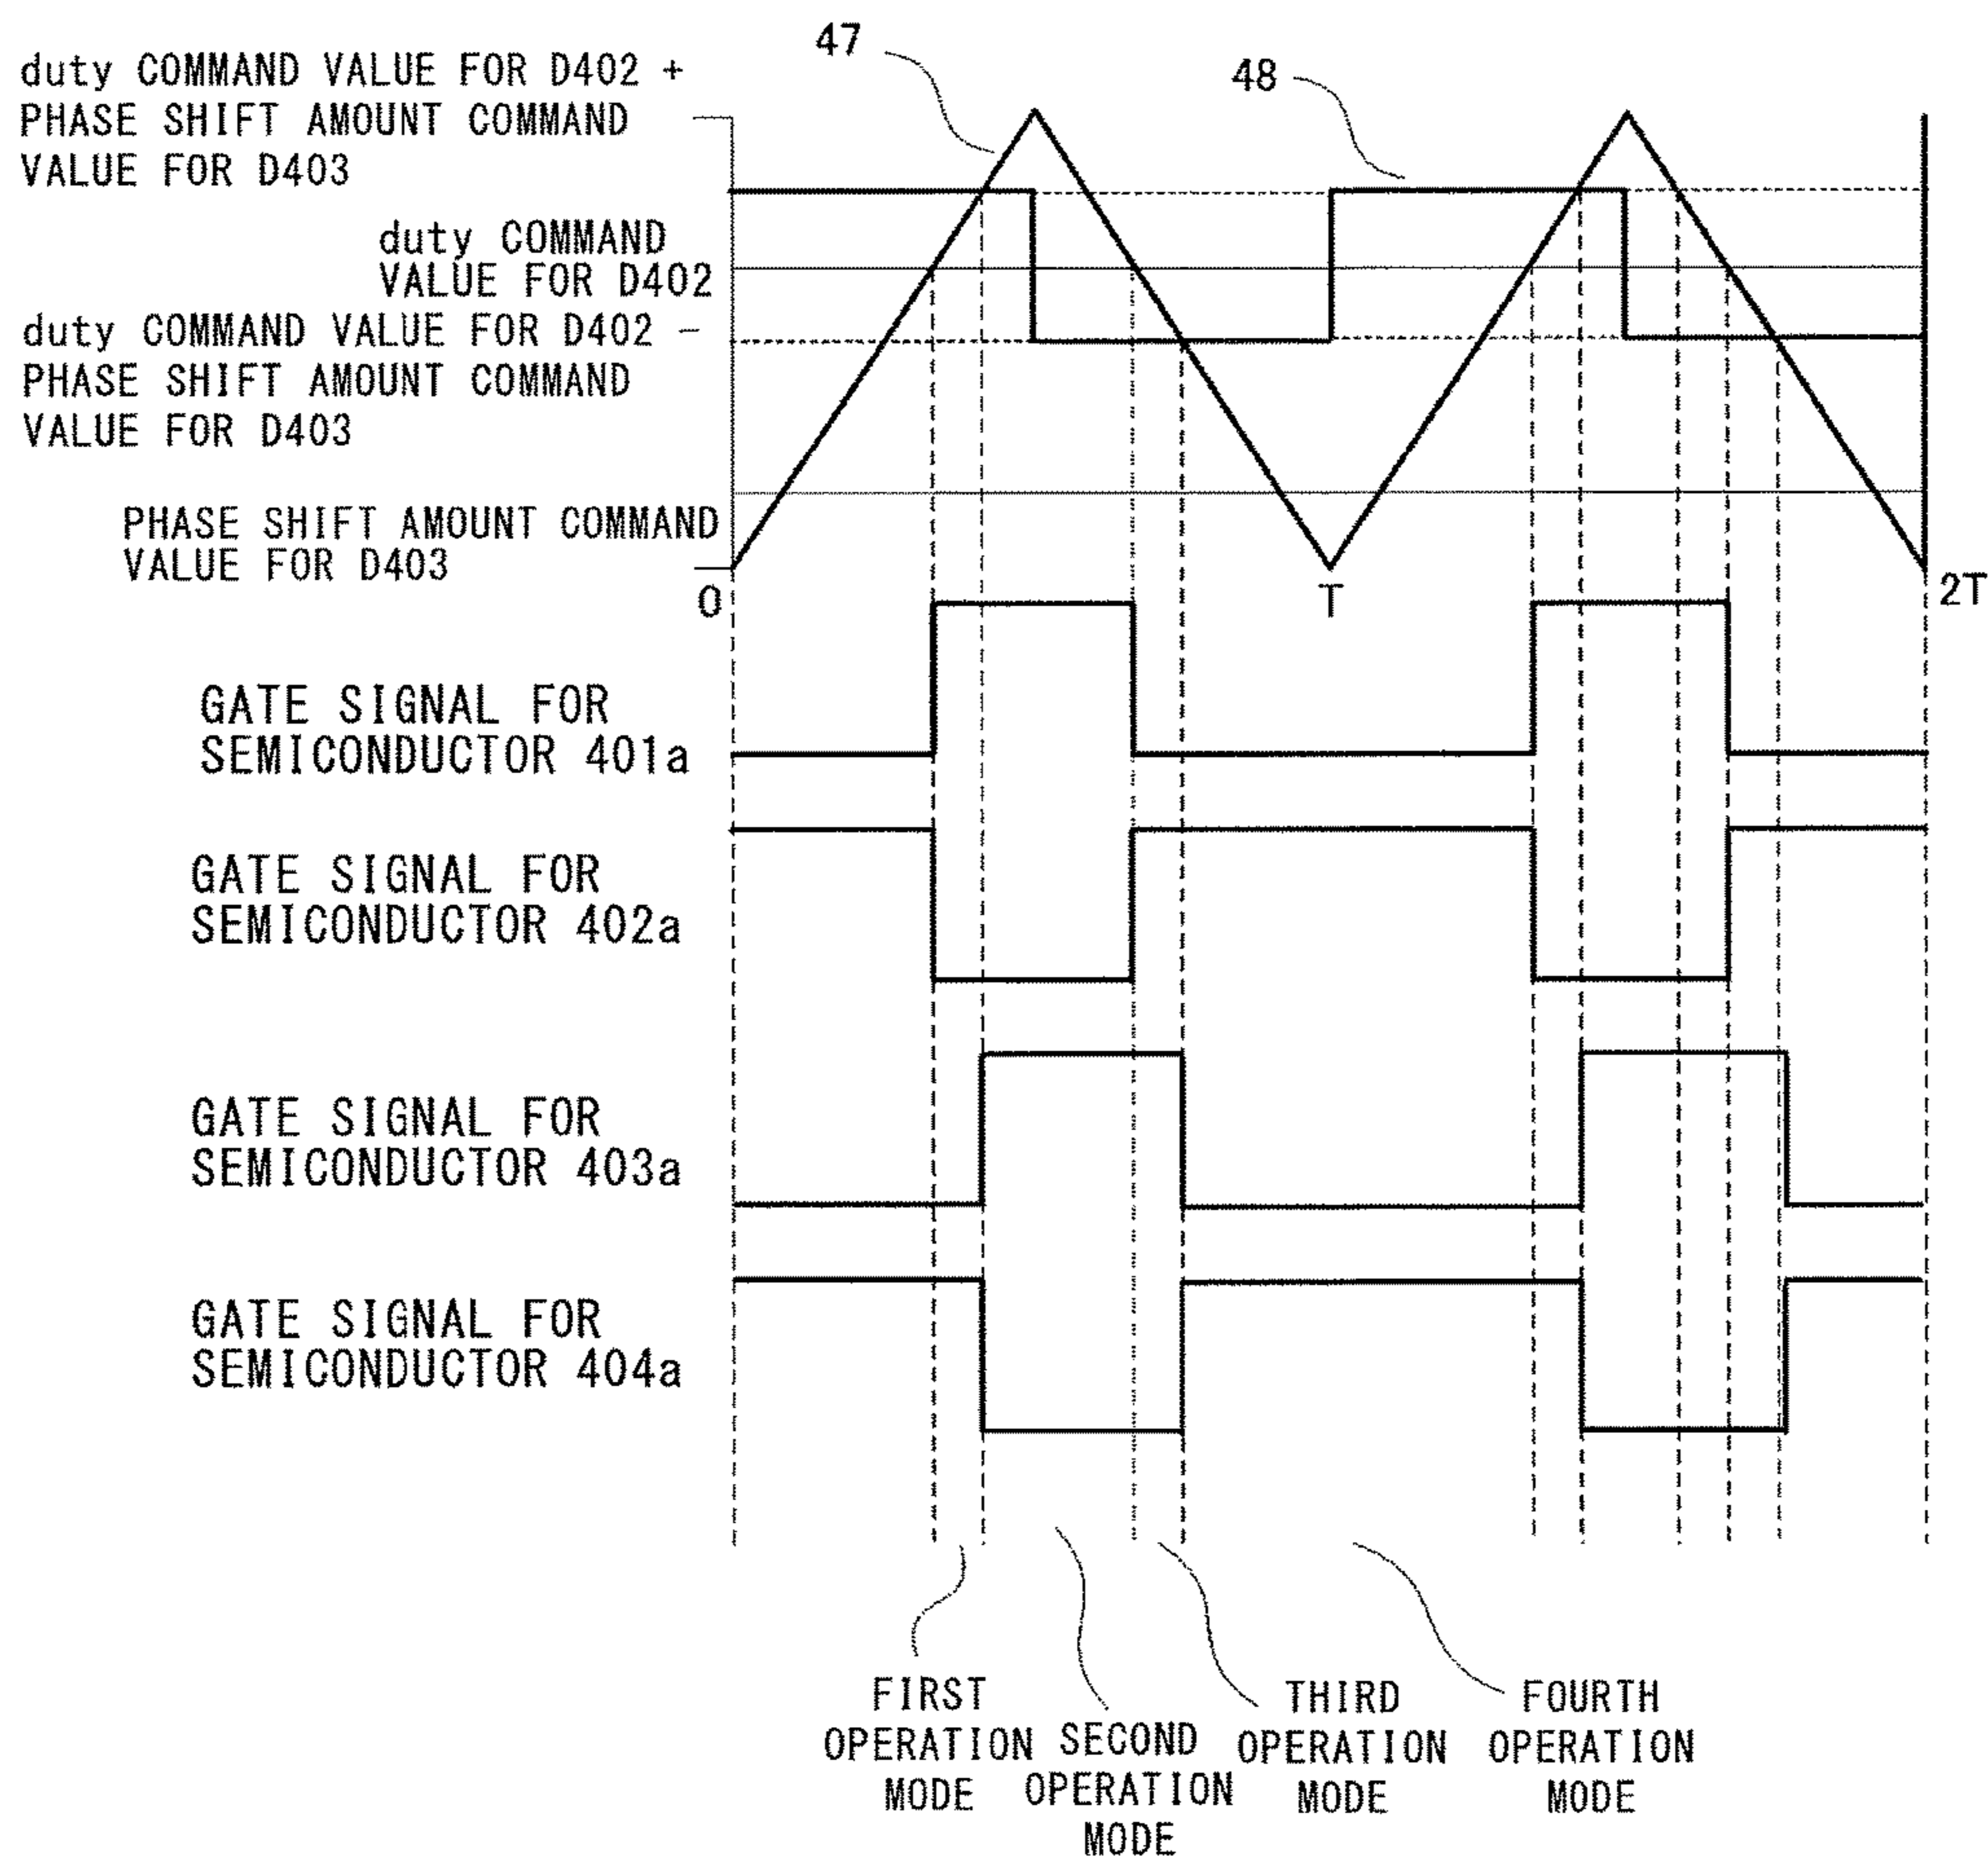 47
duty COMMAND VALUE FOR D402 +
PHASE SHIFT AMOUNT COMMAND
VALUE FOR D403
48
duty COMMAND
VALUE FOR D402
duty COMMAND VALUE FOR D402 -
PHASE SHIFT AMOUNT COMMAND
VALUE FOR D403
PHASE SHIFT AMOUNT COMMAND
VALUE FOR D403
0
T
2T
GATE SIGNAL FOR
SEMICONDUCTOR 401a
GATE SIGNAL FOR
SEMICONDUCTOR 402a
GATE SIGNAL FOR
SEMICONDUCTOR 403a
GATE SIGNAL FOR
SEMICONDUCTOR 404a
FIRST
OPERATION
MODE
SECOND
OPERATION
MODE
THIRD
OPERATION
MODE
FOURTH
OPERATION
MODE